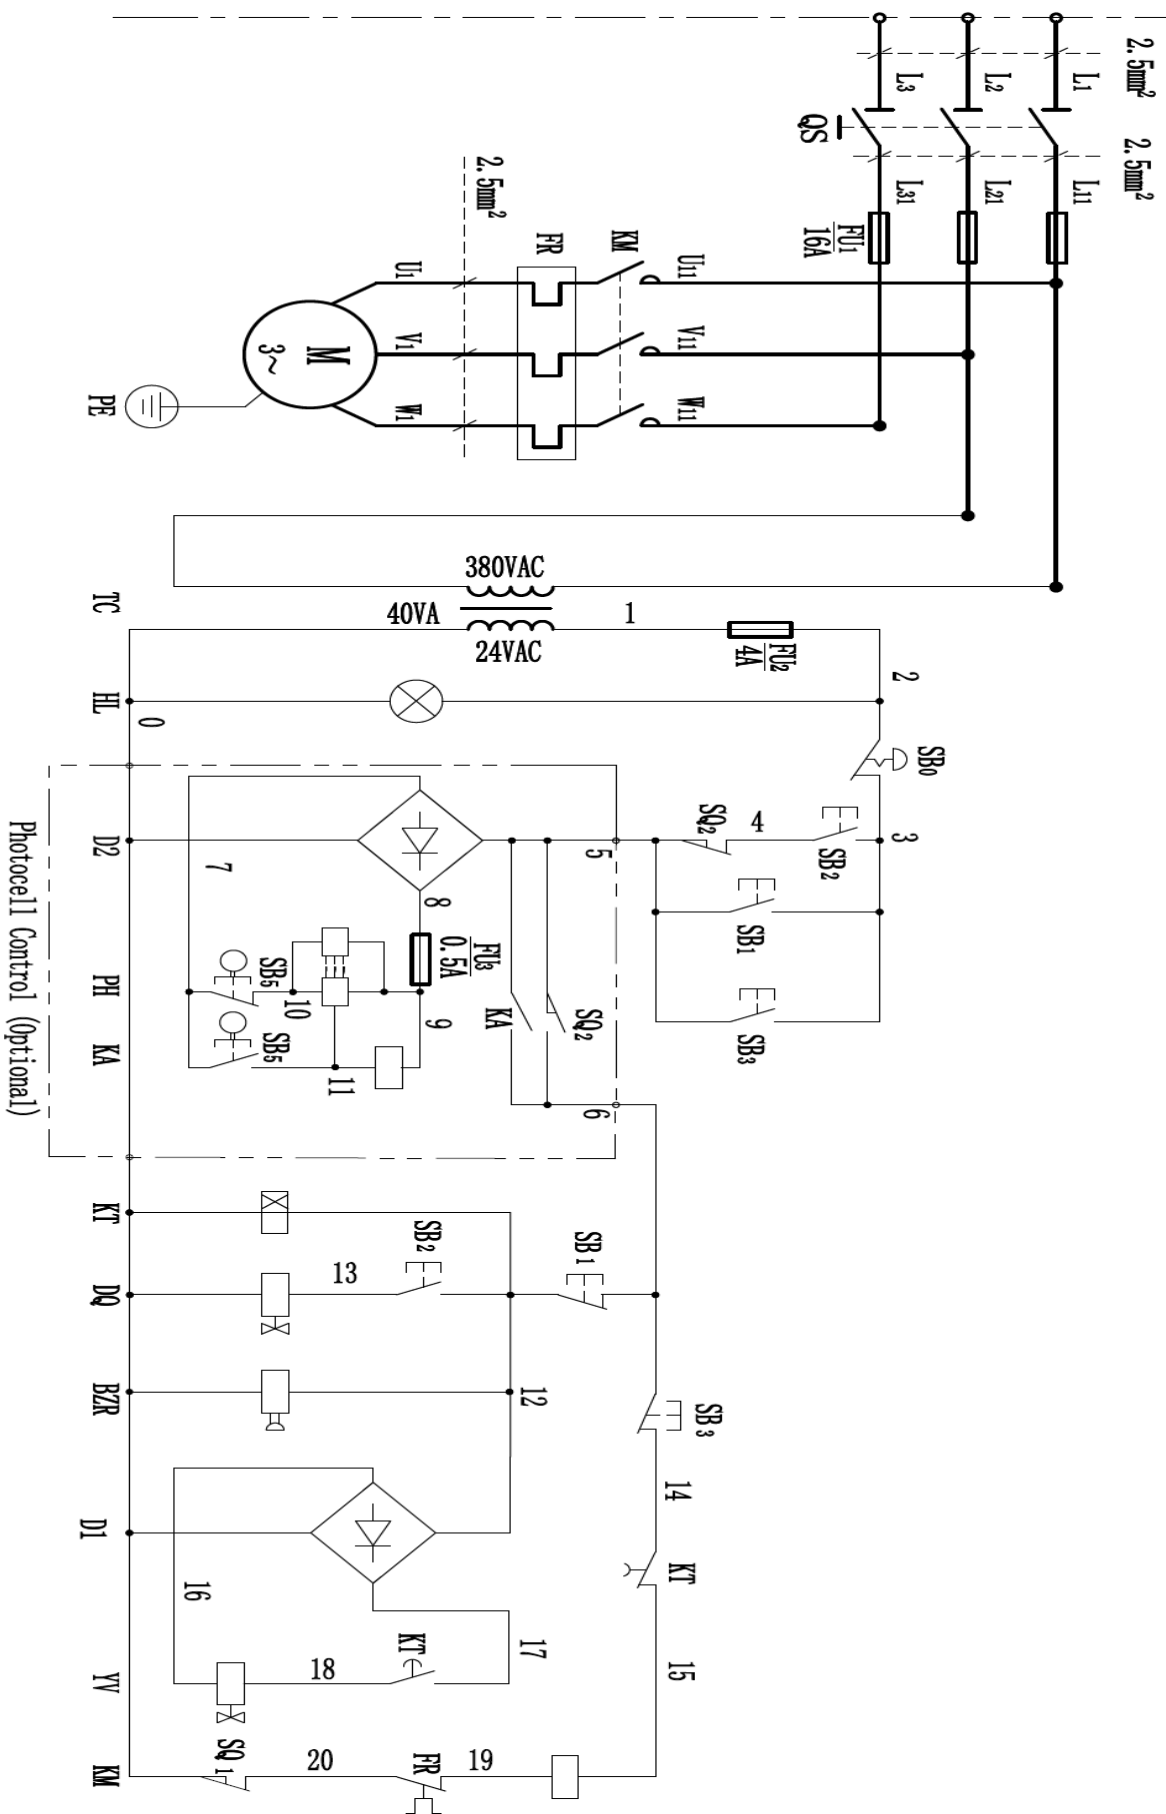 2.5mm²
2.5mm²
L1
L2
L3
QS
L11
L21
L31
FU1
16A
2.5mm²
KM
FR
U11
V11
W11
U1
V1
W1
M
3~
PE
380VAC
40VA
24VAC
TC
1
FU2
4A
2
HL
0
SB0
3
SB2
4
SQ2
SB1
SB3
5
D2
7
8
FU3
0.5A
SQ2
KA
9
PH
SB5
10
KA
SB5
11
6
Photocell Control (Optional)
KT
SB1
SB2
13
DQ
BZR
12
SB3
14
D1
16
KT
17
KT
18
15
YV
SQ1
20
FR
19
KM